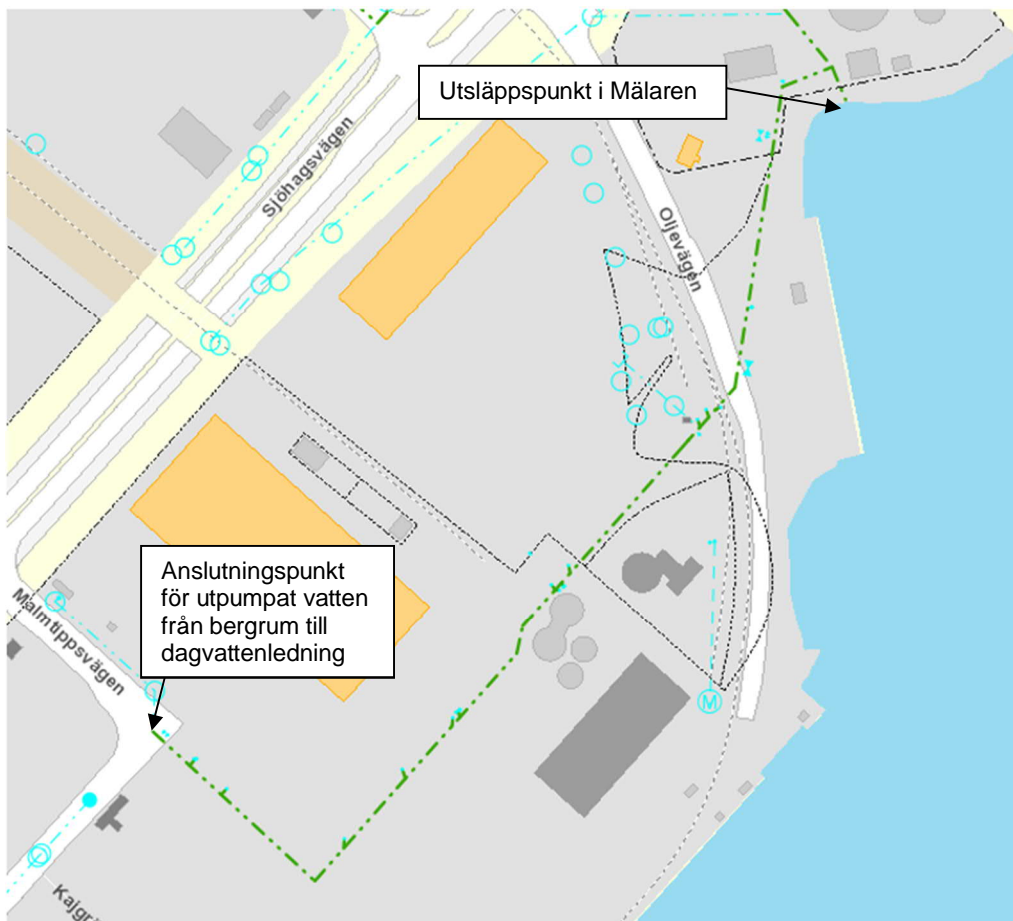 Utsläppspunkt i Mälaren
Sjöhagsvägen
Oljevägen
Anslutningspunkt
för utpumpat vatten
från bergrum till
dagvattenledning
Malmtippsvägen
M